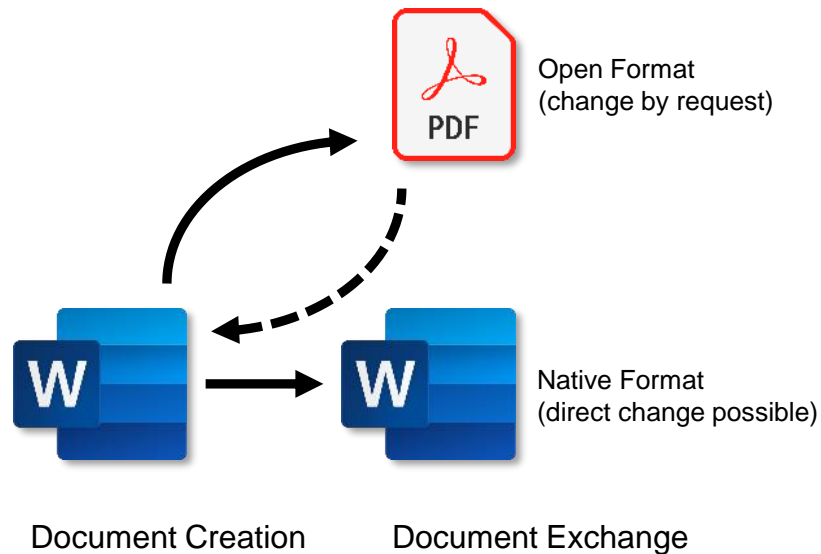 PDF
Open Format
(change by request)
W
W
Native Format
(direct change possible)
Document Creation
Document Exchange